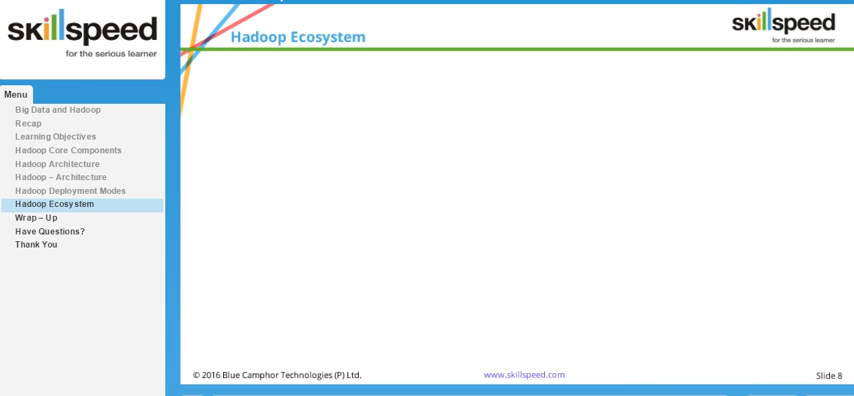 skillspeed
for the serious learner
Menu
Big Data and Hadoop
Recap
Learning Objectives
Hadoop Core Components
Hadoop Architecture
Hadoop – Architecture
Hadoop Deployment Modes
Hadoop Ecosystem
Wrap – Up
Have Questions?
Thank You
Hadoop Ecosystem
skillspeed
for the serious learner
© 2016 Blue Camphor Technologies (P) Ltd.
www.skillspeed.com
Slide 8